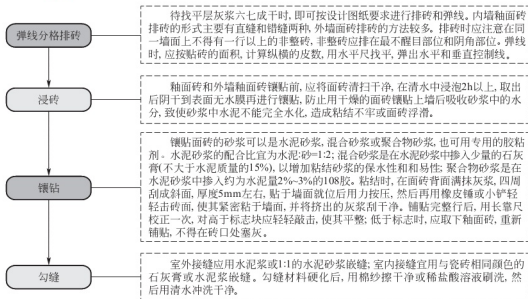 弹线分格排砖
待找平层灰浆六七成干时,即可按设计图纸要求进行排砖和弹线。内墙釉面砖
排砖的形式主要有直缝和错缝两种,外墙面砖排砖的方法较多。排砖时应注意在同
一墙面上不得有一行以上的非整砖,非整砖应排在最不醒目部位和阴角部位。弹线
时,应按贴砖的面积,计算纵横的皮数,用水平尺找平,弹出水平和垂直控制线。
浸砖
釉面砖和外墙釉面砖镶贴前,应将面砖清扫干净,在清水中浸泡2h以上,取出
后阴干到表面无水膜再进行镶贴,防止用干燥的面砖镶贴上墙后吸收砂浆中的水
分,致使砂浆中水泥不能完全水化,造成粘结不牢或面砖浮滑。
镶贴
镶贴面砖的砂浆可以是水泥砂浆,混合砂浆或聚合物砂浆,也可用专用的胶粘
剂。水泥砂浆的配合比宜为水泥:砂=1:2;混合砂浆是在水泥砂浆中掺入少量的石灰
膏(不大于水泥质量的15%),以增加粘结砂浆的保水性和和易性;聚合物砂浆是在
水泥砂浆中掺入约为水泥量2%~3%的108胶。粘结时,在面砖背面满抹灰浆,四周
刮成斜面,厚度5mm左右,贴于墙面就位后用力按压,然后再用橡皮锤或小铲轻
轻击砖面,使其紧密粘于墙面,并将挤出的灰浆刮干净。铺贴完整行后,用长靠尺
校正一次,对高于标志块应轻轻敲击,使其平整;低于标志时,应取下釉面砖,重新
铺贴,不得在砖口处塞灰。
勾缝
室外接缝应用水泥浆或1:1的水泥砂浆嵌缝;室内接缝宜用与瓷砖相同颜色的
石灰膏或水泥浆嵌缝。勾缝材料硬化后,用棉纱擦干净或稀盐酸溶液刷洗,然
后用清水冲洗干净。